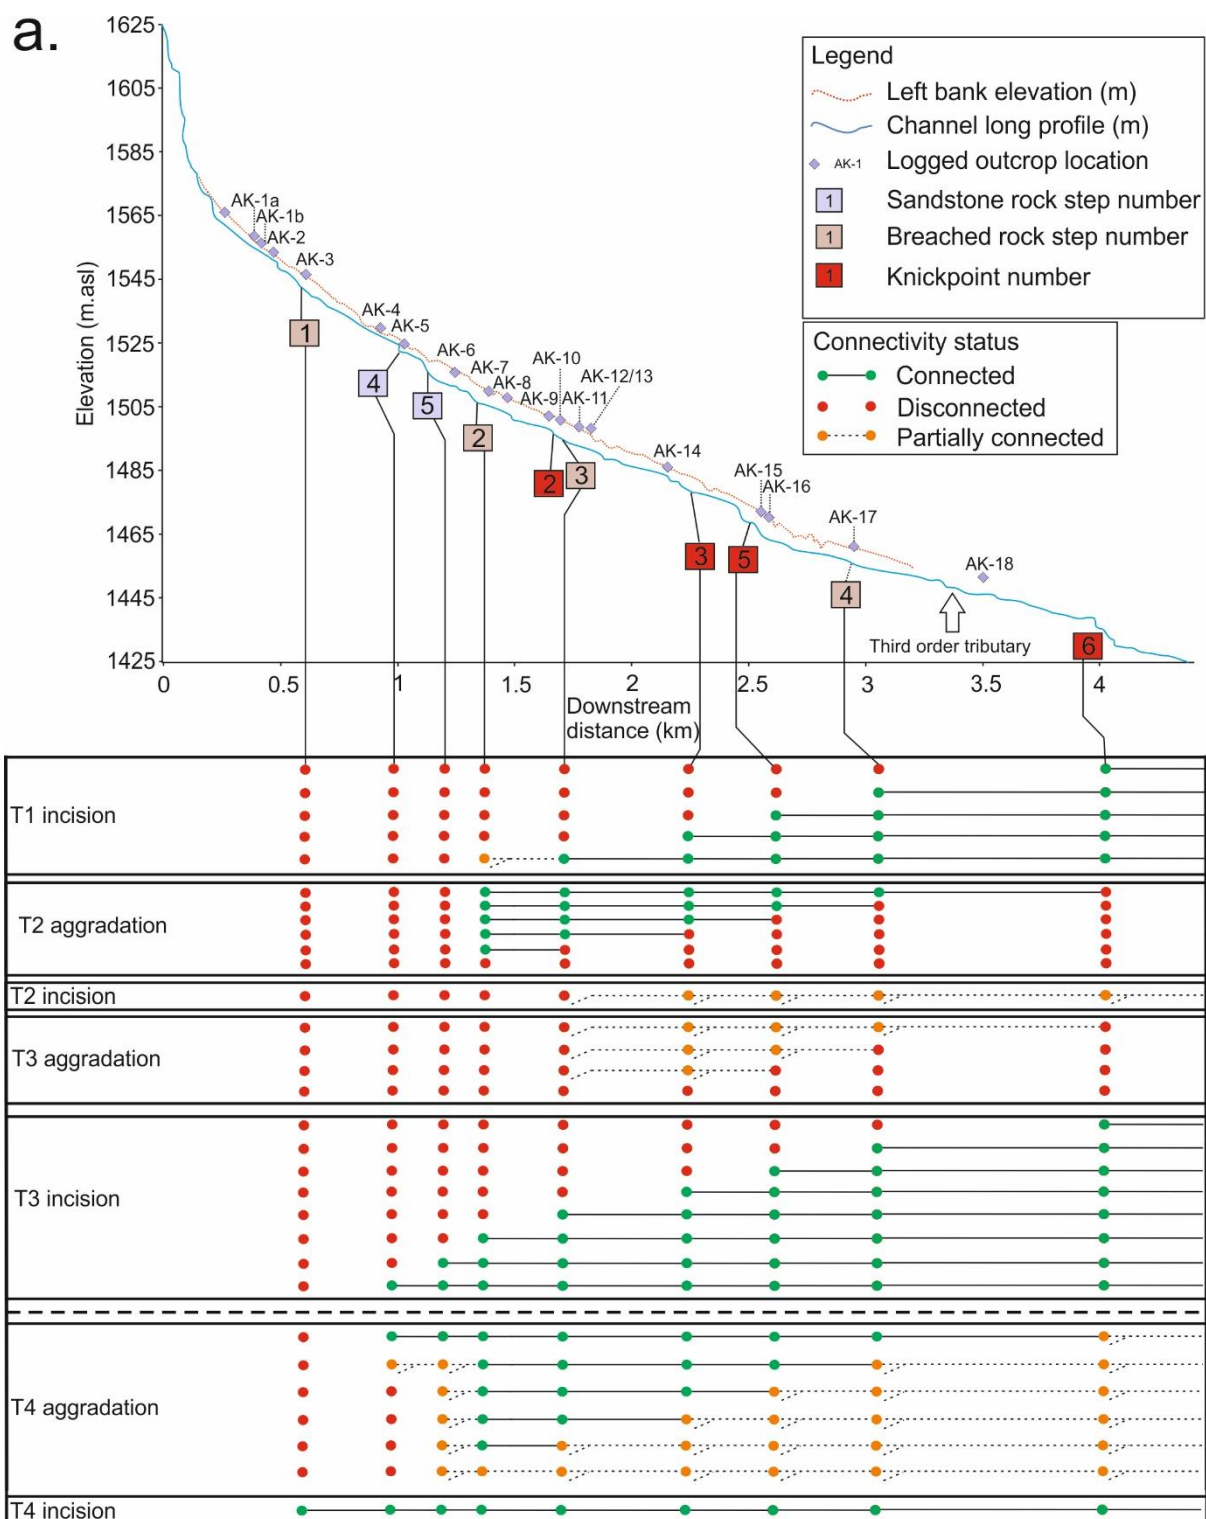 a.
1625
1605
1585
1565
1545
1525
1505
1485
1465
1445
1425
Elevation (m.asl)
AK-1a
AK-1b
AK-2
AK-3
AK-4
AK-5
AK-6
AK-7
AK-8
AK-9
AK-10
AK-11
AK-12/13
AK-14
AK-15
AK-16
AK-17
AK-18
1
4
5
2
2
3
3
5
4
6
Third order tributary
0 0.5 1 1.5 2 2.5 3 3.5 4
Downstream
distance (km)
Legend
Left bank elevation (m)
Channel long profile (m)
AK-1 Logged outcrop location
1 Sandstone rock step number
1 Breached rock step number
1 Knickpoint number
Connectivity status
Connected
Disconnected
Partially connected
T1 incision
T2 aggradation
T2 incision
T3 aggradation
T3 incision
T4 aggradation
T4 incision